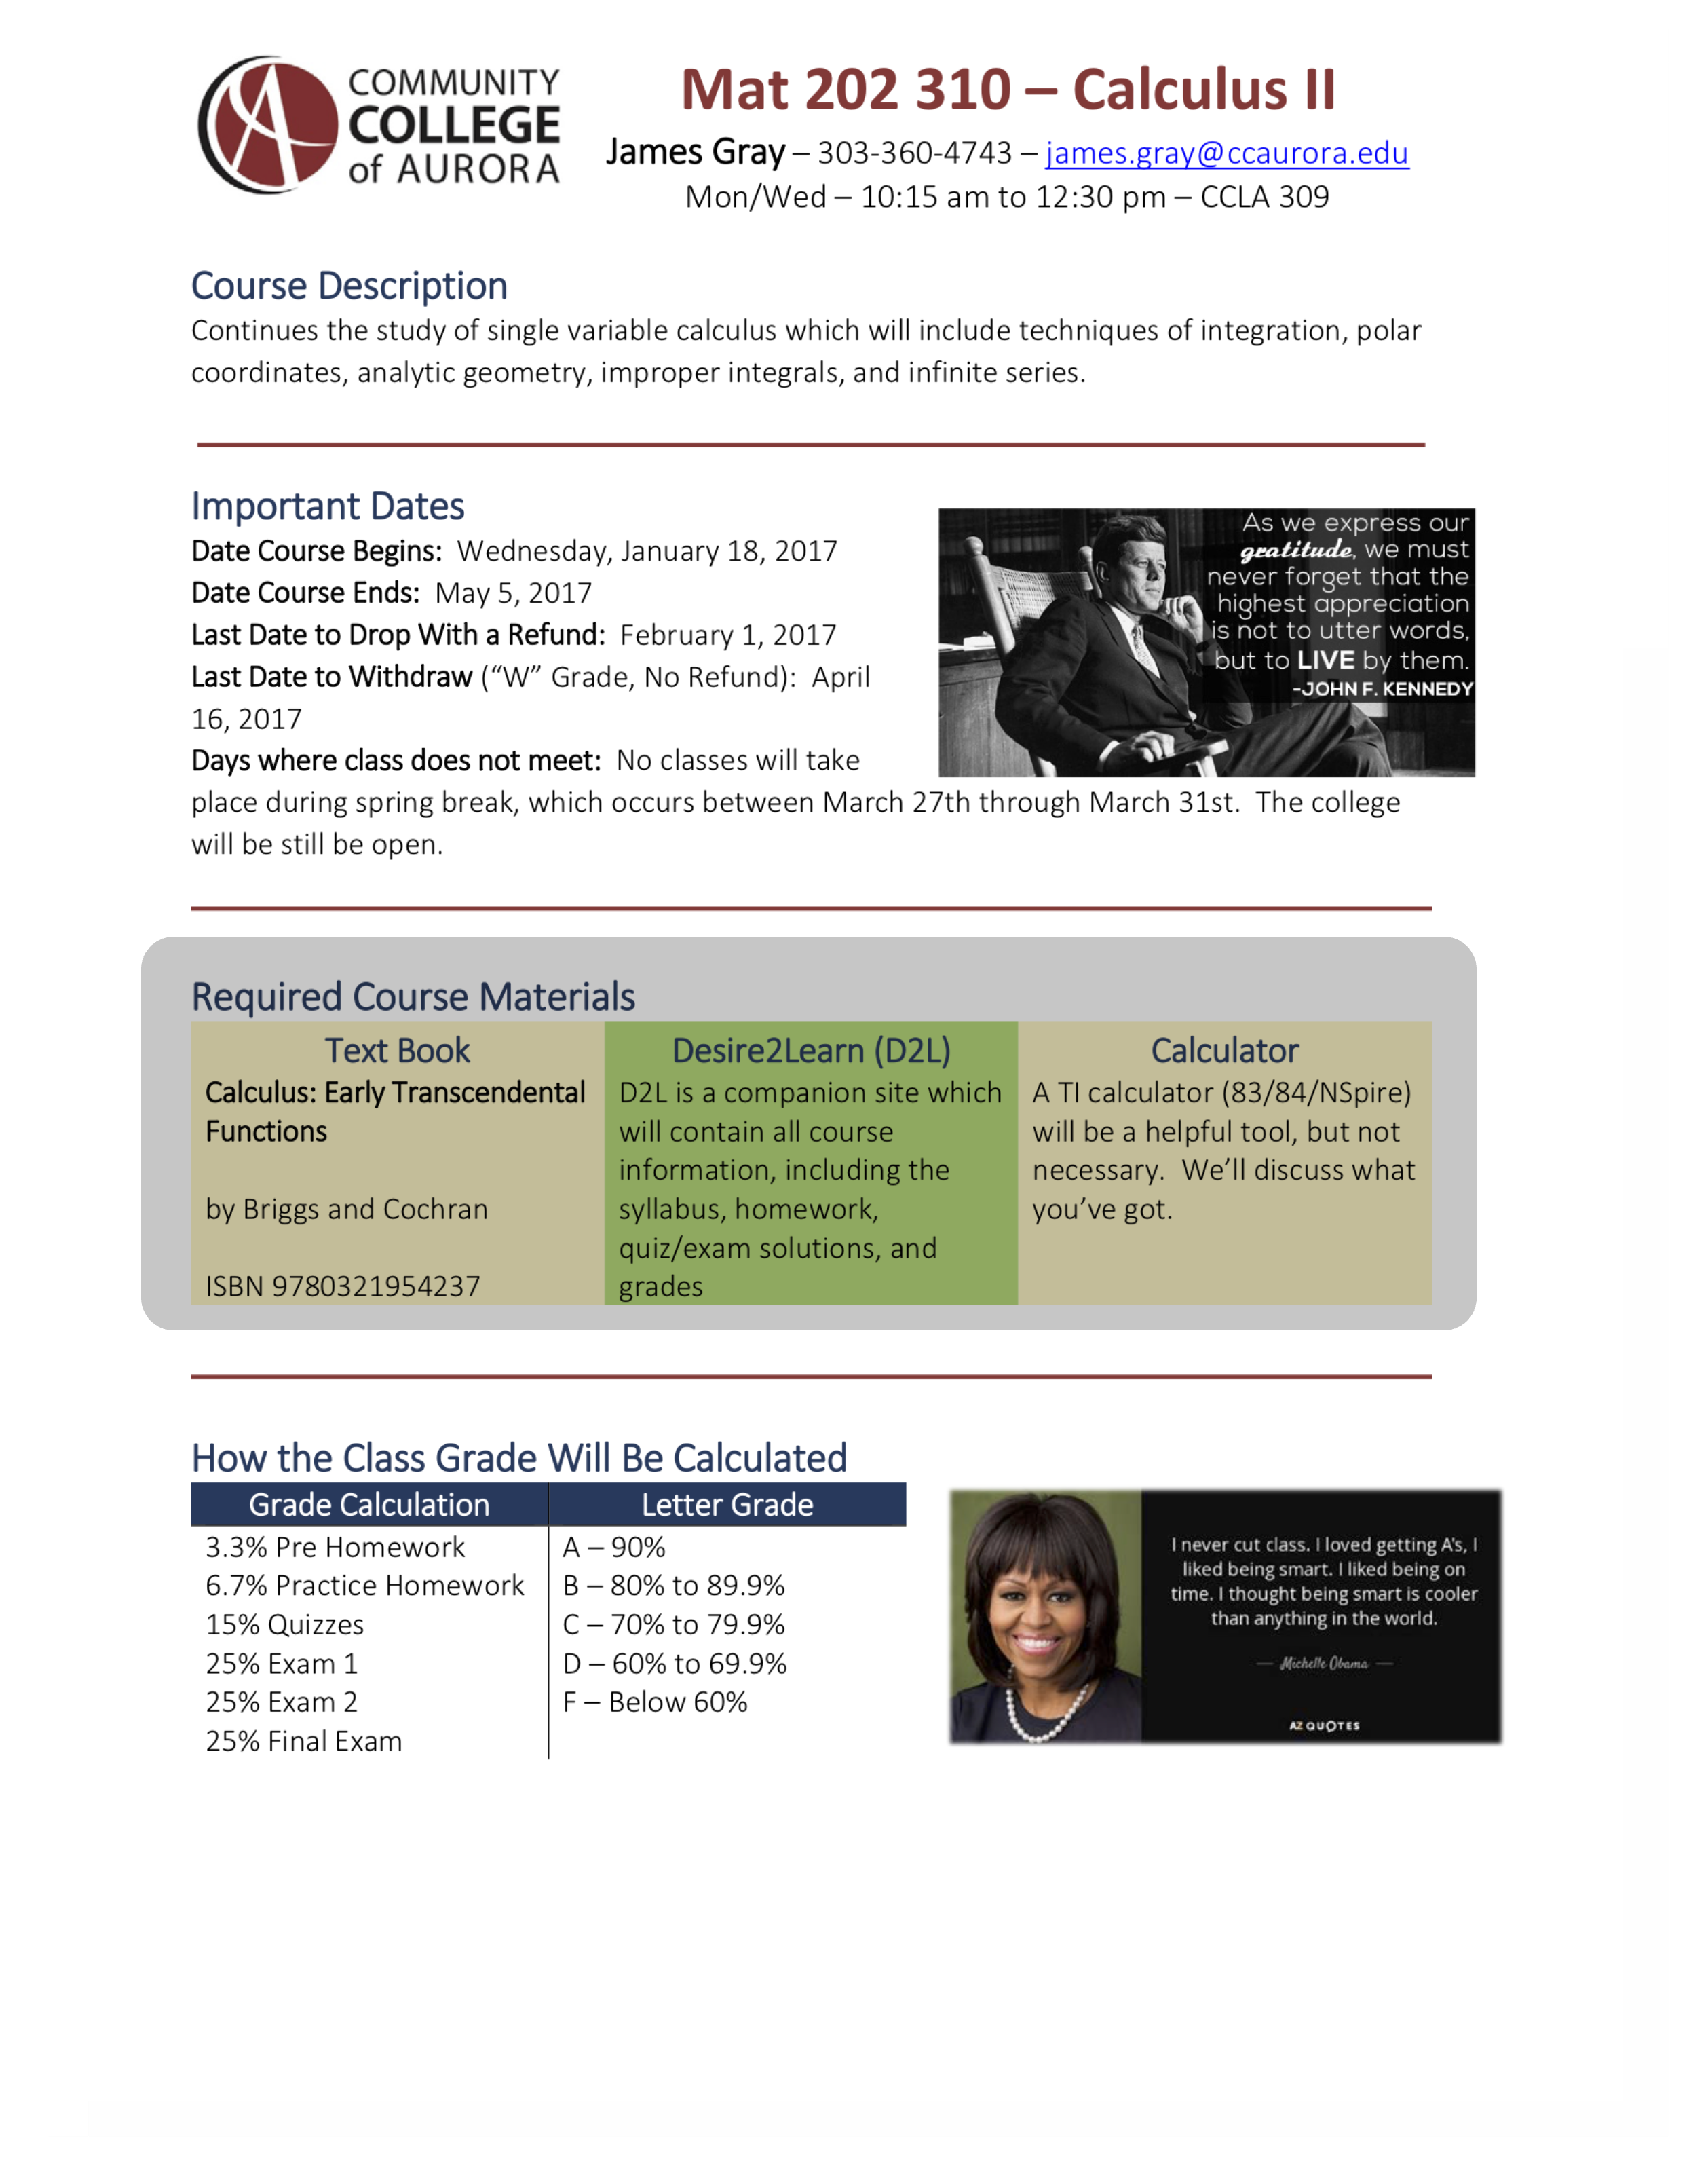 COMMUNITY
COLLEGE
of AURORA
Mat 202 310 – Calculus II
James Gray – 303-360-4743 – james.gray@ccaurora.edu
Mon/Wed – 10:15 am to 12:30 pm – CCLA 309
Course Description
Continues the study of single variable calculus which will include techniques of integration, polar
coordinates, analytic geometry, improper integrals, and infinite series.
Important Dates
Date Course Begins:  Wednesday, January 18, 2017
Date Course Ends:  May 5, 2017
Last Date to Drop With a Refund:  February 1, 2017
Last Date to Withdraw (“W” Grade, No Refund):  April
16, 2017
Days where class does not meet:  No classes will take
place during spring break, which occurs between March 27th through March 31st.  The college
will be still be open.
As we express our
gratitude, we must
never forget that the
highest appreciation
is not to utter words,
but to LIVE by them.
-JOHN F. KENNEDY
Required Course Materials
Text Book
Calculus: Early Transcendental
Functions
by Briggs and Cochran
ISBN 9780321954237
Desire2Learn (D2L)
D2L is a companion site which
will contain all course
information, including the
syllabus, homework,
quiz/exam solutions, and
grades
Calculator
A TI calculator (83/84/NSpire)
will be a helpful tool, but not
necessary.  We’ll discuss what
you’ve got.
How the Class Grade Will Be Calculated
Grade Calculation
3.3% Pre Homework
6.7% Practice Homework
15% Quizzes
25% Exam 1
25% Exam 2
25% Final Exam
Letter Grade
A – 90%
B – 80% to 89.9%
C – 70% to 79.9%
D – 60% to 69.9%
F – Below 60%
I never cut class. I loved getting A's, I
liked being smart. I liked being on
time. I thought being smart is cooler
than anything in the world.
— Michelle Obama —
AZ QUOTES